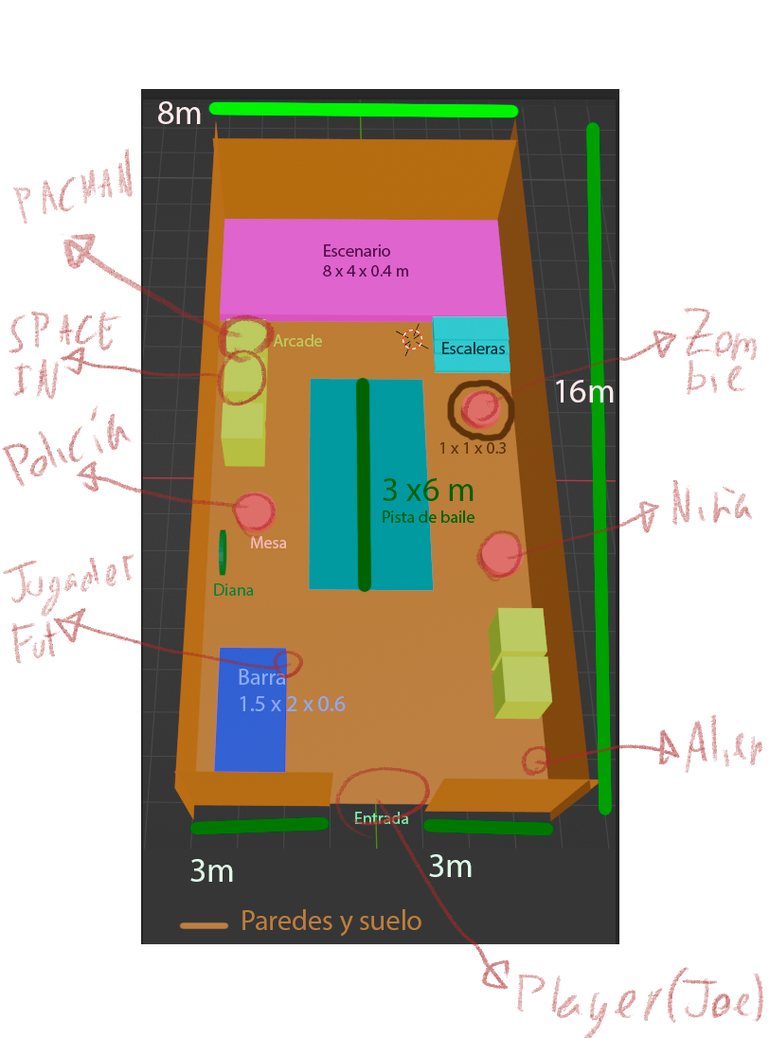 8m
PACMAN
Escenario
8 x 4 x 0.4 m
SPACE
IN
Arcade
Escaleras
Zom
bie
16m
1 x 1 x 0.3
Policía
3 x6 m
Pista de baile
Niña
Mesa
Diana
Jugador
Fut
Barra
1.5 x 2 x 0.6
Alien
Entrada
3m
3m
Paredes y suelo
Player(Joe)